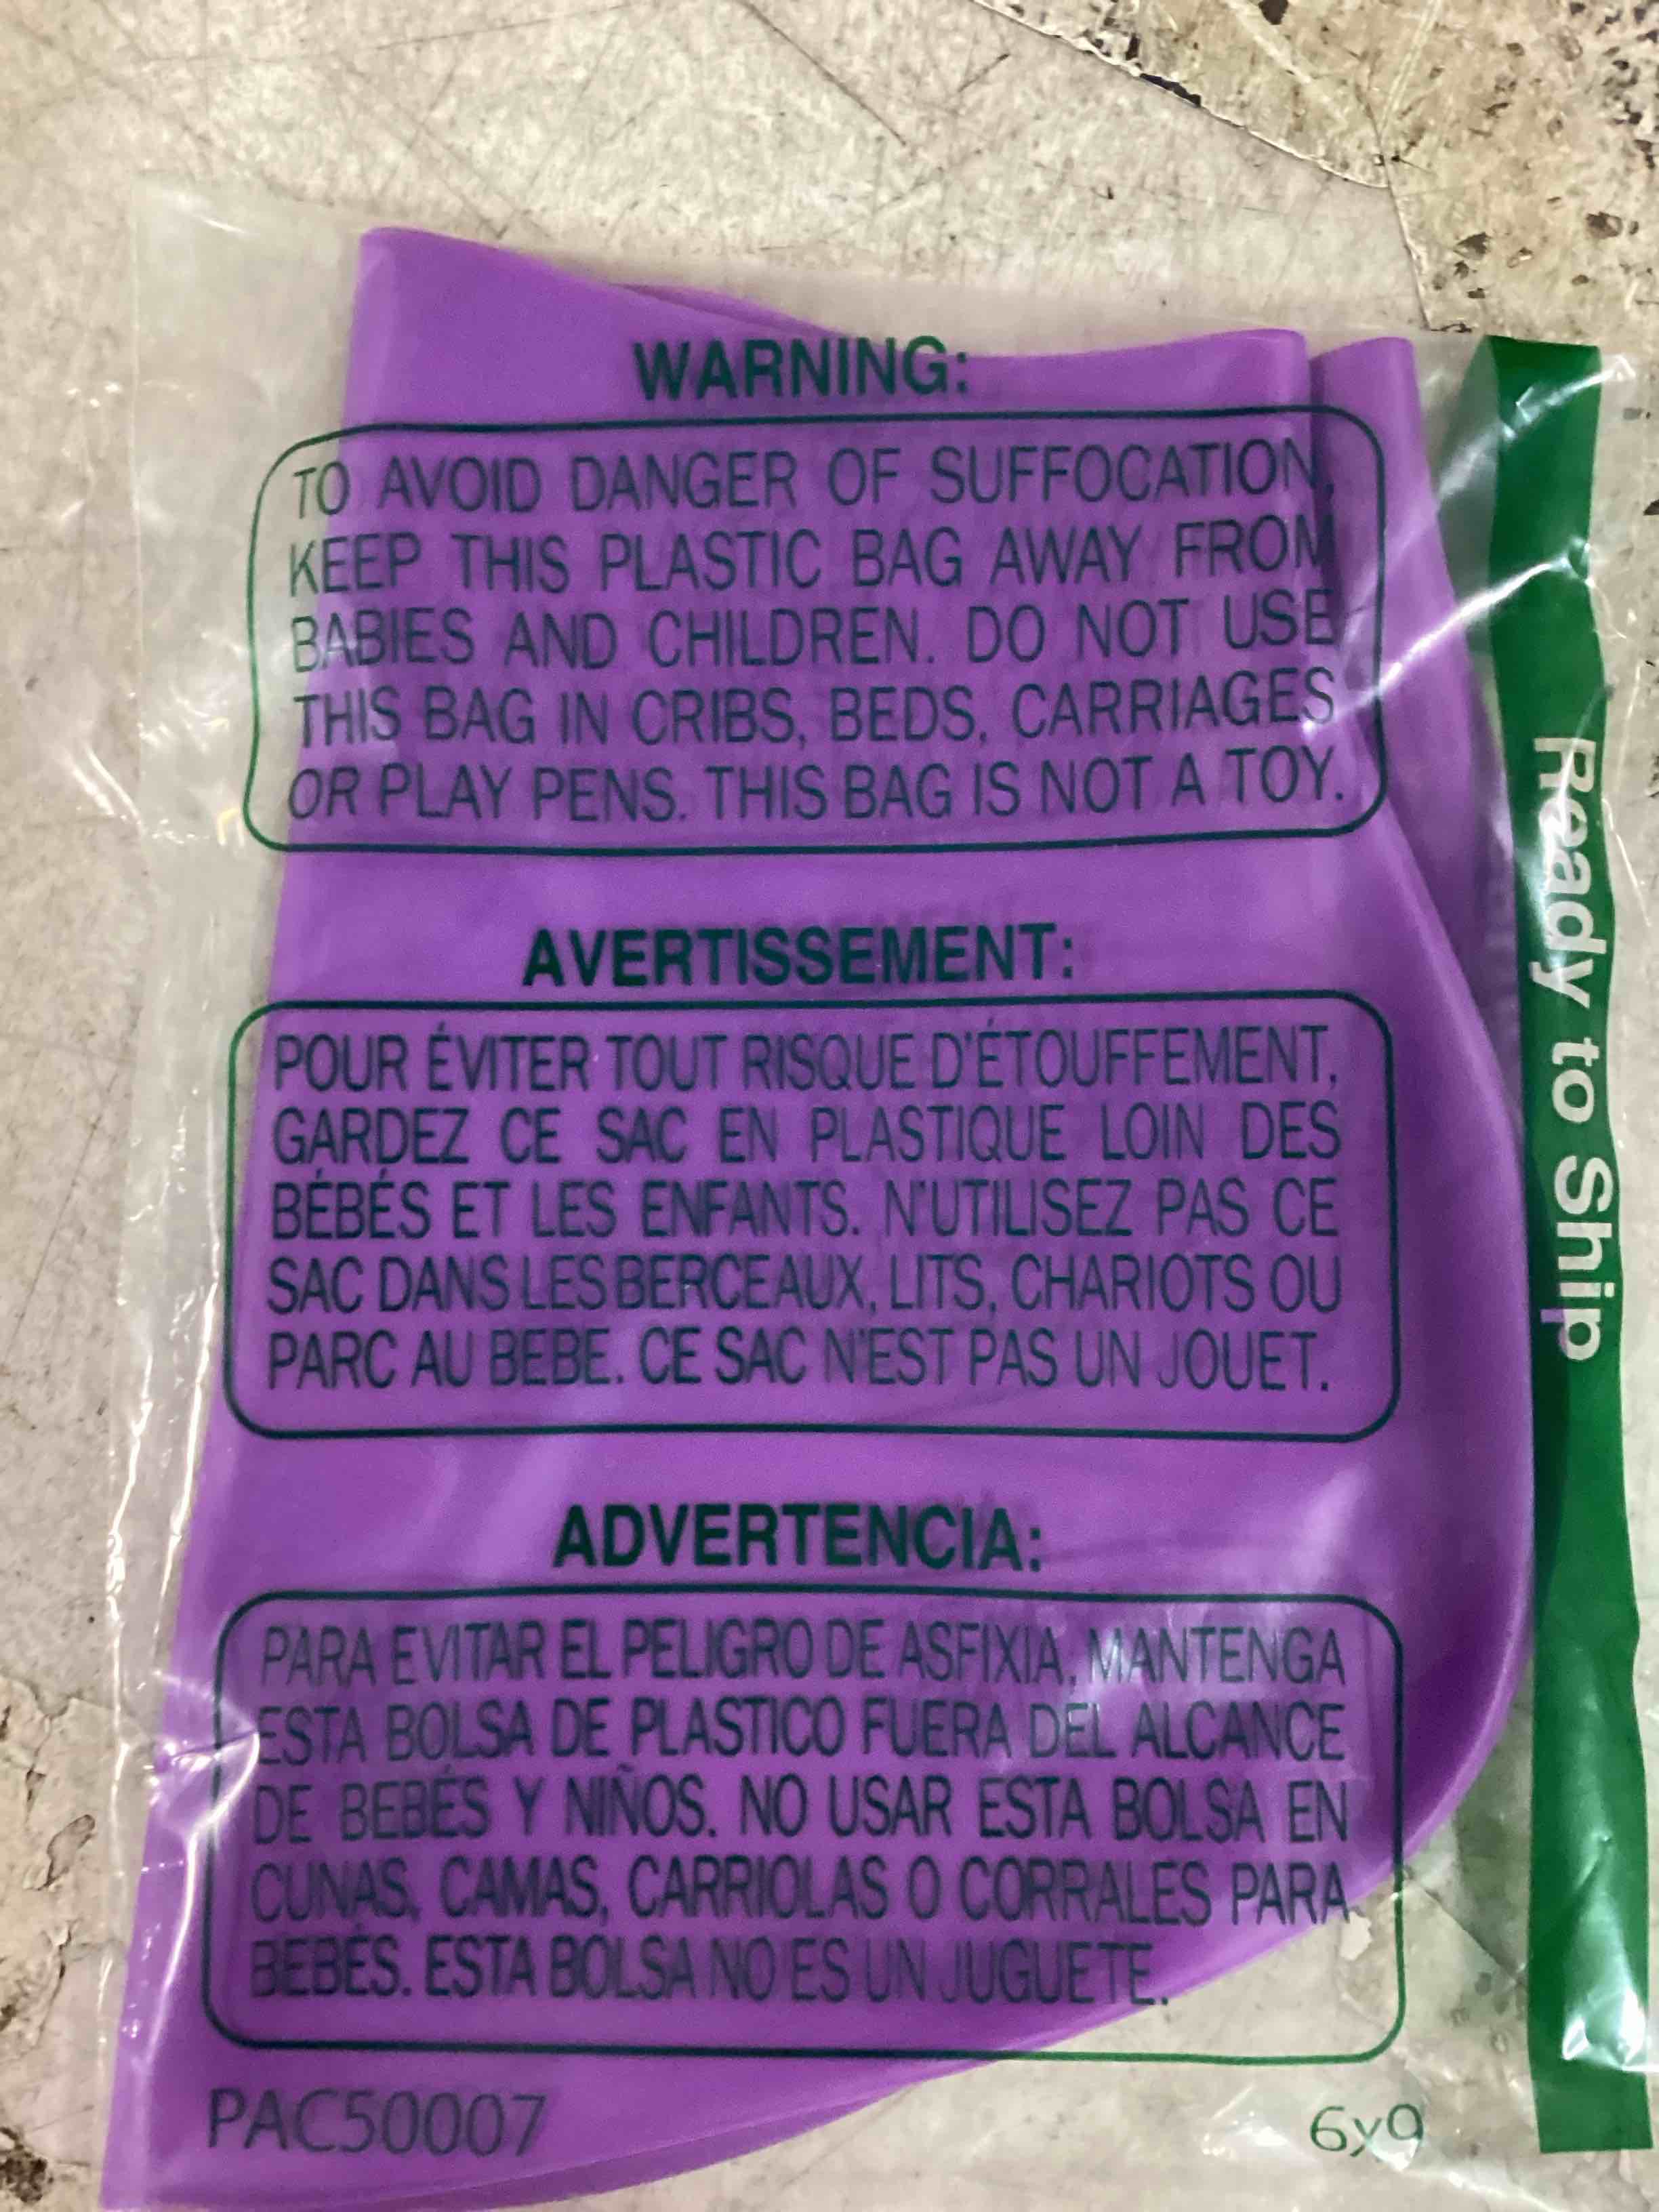 WARNING:
TO AVOID DANGER OF SUFFOCATION,
KEEP THIS PLASTIC BAG AWAY FROM
BABIES AND CHILDREN. DO NOT USE
THIS BAG IN CRIBS, BEDS, CARRIAGES
OR PLAY PENS. THIS BAG IS NOT A TOY.
AVERTISSEMENT:
POUR ÉVITER TOUT RISQUE D'ÉTOUFFEMENT,
GARDEZ CE SAC EN PLASTIQUE LOIN DES
BÉBÉS ET LES ENFANTS. N'UTILISEZ PAS CE
SAC DANS LES BERCEAUX, LITS, CHARIOTS OU
PARC AU BEBE. CE SAC N'EST PAS UN JOUET.
ADVERTENCIA:
PARA EVITAR EL PELIGRO DE ASFIXIA, MANTENGA
ESTA BOLSA DE PLASTICO FUERA DEL ALCANCE
DE BEBÉS Y NIÑOS. NO USAR ESTA BOLSA EN
CUNAS, CAMAS, CARRIOLAS O CORRALES PARA
BEBÉS. ESTA BOLSA NO ES UN JUGUETE.
PAC50007
6x9
Ready to Ship